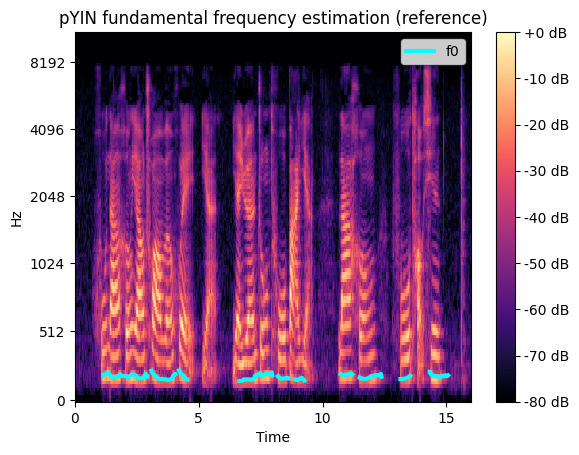 pYIN fundamental frequency estimation (reference)
f0
Hz
8192
4096
2048
1024
512
0
0
5
10
15
Time
+0 dB
-10 dB
-20 dB
-30 dB
-40 dB
-50 dB
-60 dB
-70 dB
-80 dB